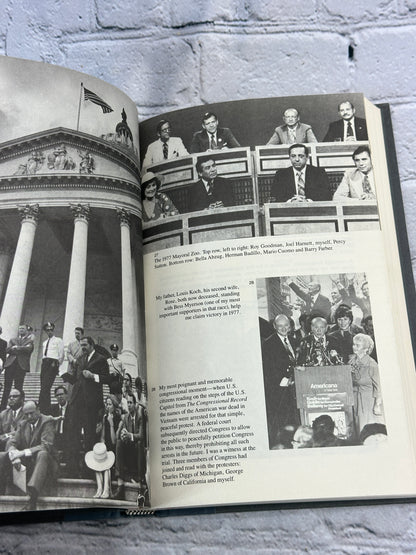 27
The 1977 Mayoral Zoo. Top row, left to right: Roy Goodman, Joel Harnett, myself, Percy
Sutton. Bottom row: Bella Abzug, Herman Badillo, Mario Cuomo and Barry Farber.
28
My father, Louis Koch, his second wife,
Rose, both now deceased, standing
with Bess Myerson (one of my most
important supporters in that race), help
me claim victory in 1977.
Americana
29
My most poignant and memorable
congressional moment—when U.S.
citizens reading on the steps of the U.S.
Capitol from The Congressional Record
the names of the American war dead in
Vietnam were arrested for this peaceful
demonstration. A federal court
subsequently directed Congress to allow
the public to peacefully petition Congress
in this way, thereby prohibiting all such
arrests in the future. I was a witness at the
trial. Three members of Congress had
joined and read with the protesters:
Charles Diggs of Michigan, George
Brown of California and myself.